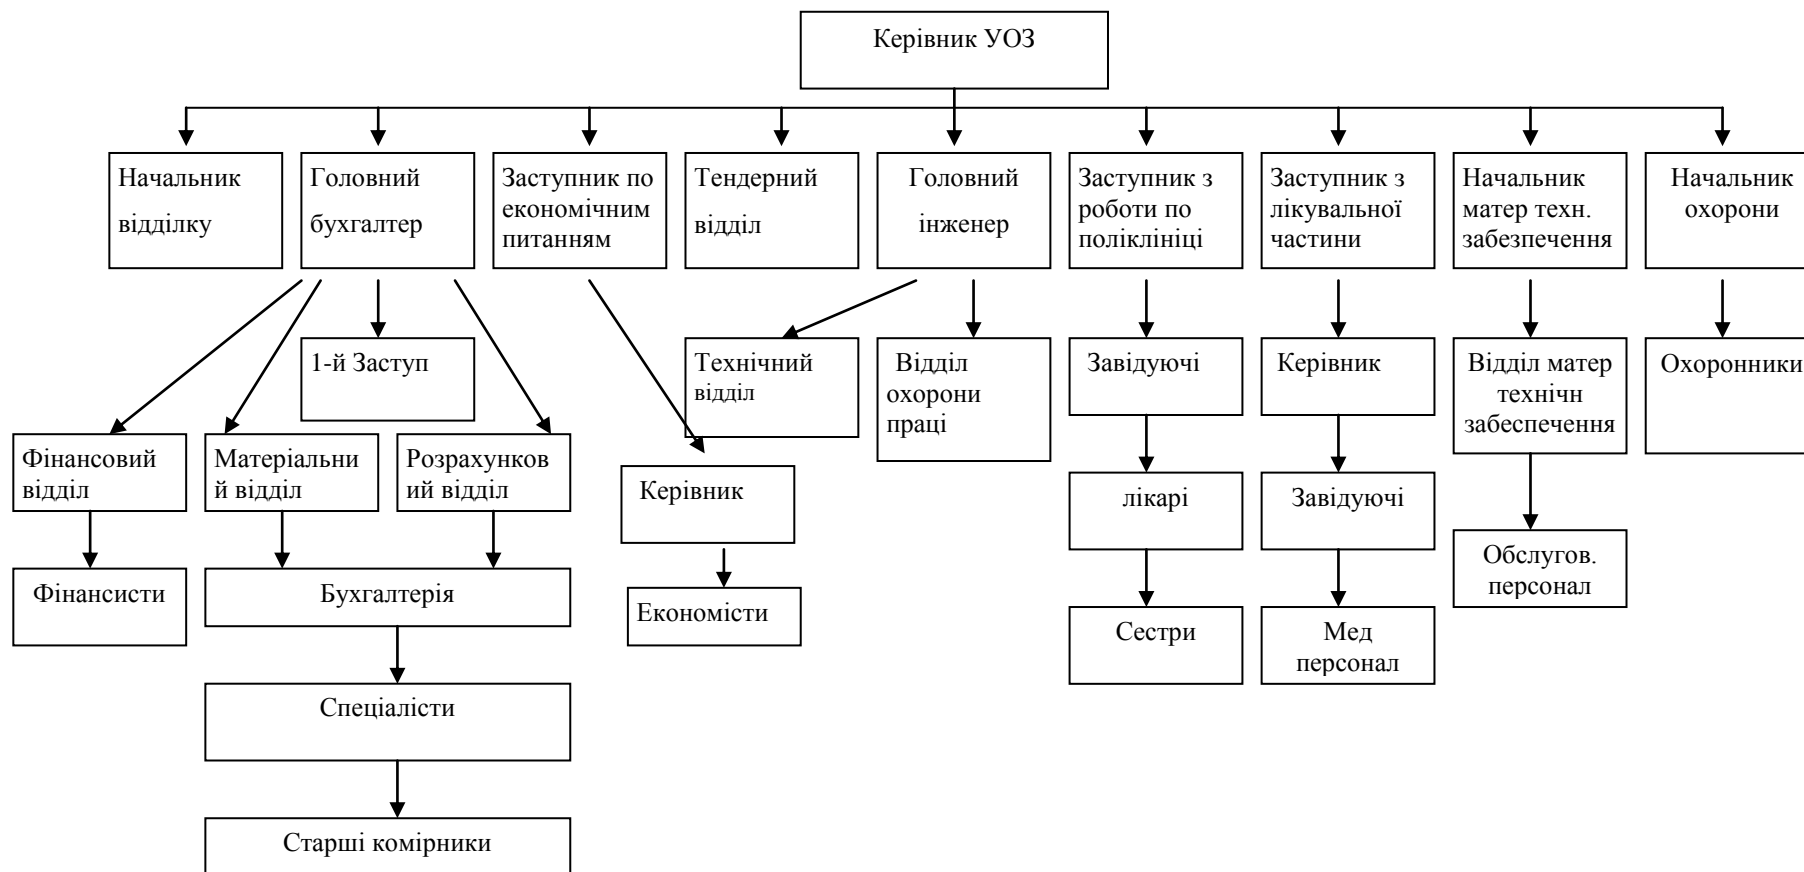 Керівник УОЗ
Начальник
відділку
Головний
бухгалтер
Заступник по
економічним
питанням
Тендерний
відділ
Головний
інженер
Заступник з
роботи по
поліклініці
Заступник з
лікувальної
частини
Начальник
матер техн.
забезпечення
Начальник
охорони
1-й Заступ
Технічний
відділ
Відділ
охорони
праці
Завідуючі
Керівник
Відділ матер
технічн
забеспечення
Охоронники
Фінансовий
відділ
Матеріальни
й відділ
Розрахунков
ий відділ
Керівник
лікарі
Завідуючі
Обслугов.
персонал
Фінансисти
Бухгалтерія
Економісти
Сестри
Мед
персонал
Спеціалісти
Старші комірники